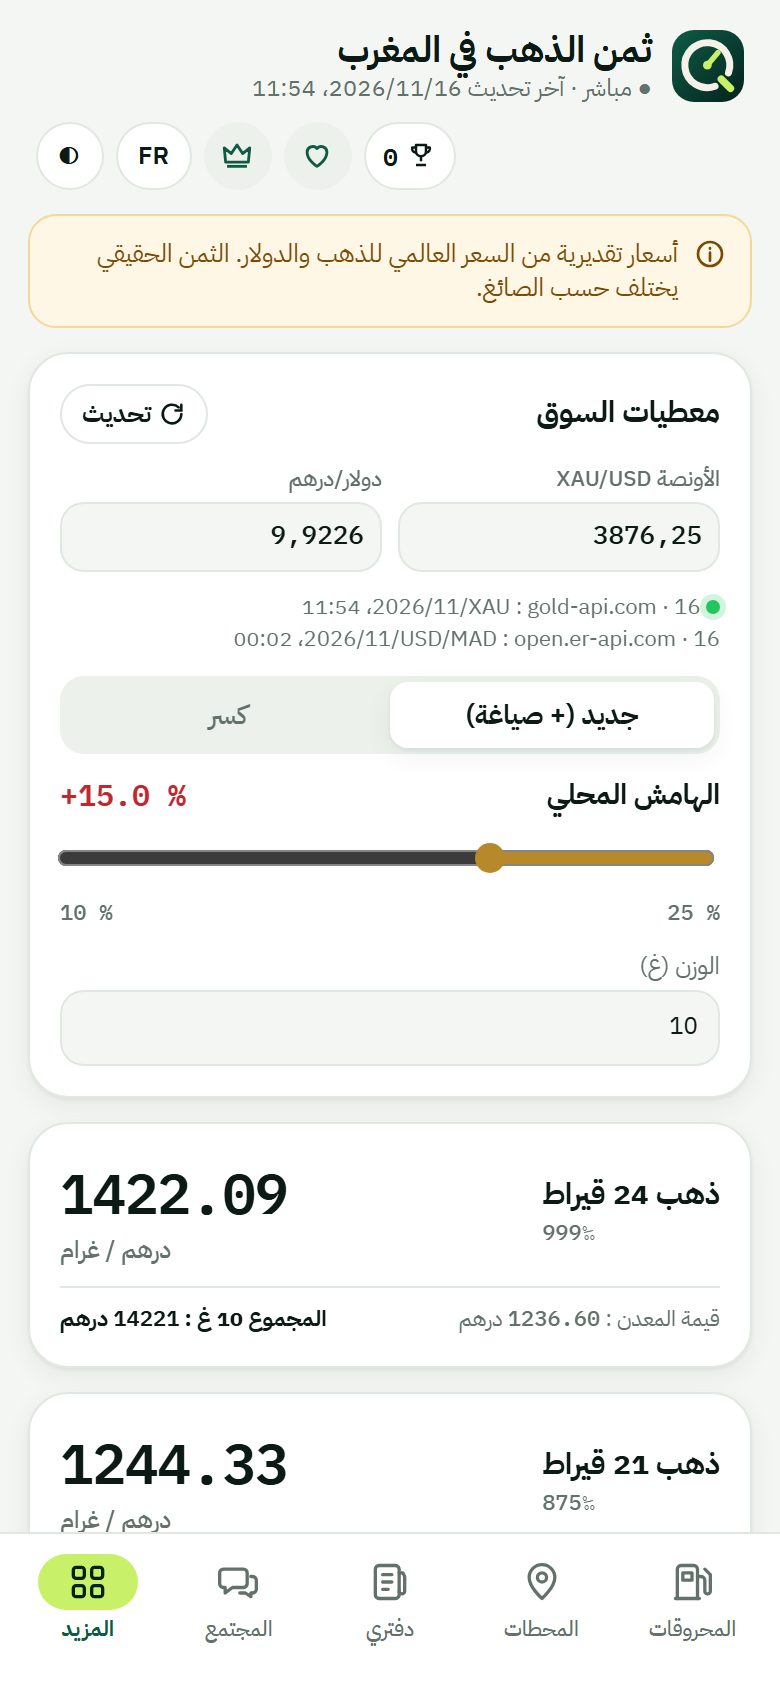 ثمن الذهب في المغرب
● مباشر · آخر تحديث 2026/11/16، 11:54
0
FR
أسعار تقديرية من السعر العالمي للذهب والدولار. الثمن الحقيقي
يختلف حسب الصائغ.
معطيات السوق
تحديث
الأونصة XAU/USD
دولار/درهم
3876,25
9,9226
XAU : gold-api.com · 16/11/2026، 11:54
USD/MAD : open.er-api.com · 16/11/2026، 00:02
جديد (+ صياغة)
كسر
الهامش المحلي
+15.0 %
25 %
10 %
الوزن (غ)
10
ذهب 24 قيراط
1422.09
999‰
درهم / غرام
قيمة المعدن : 1236.60 درهم
المجموع 10 غ : 14221 درهم
ذهب 21 قيراط
1244.33
875‰
درهم / غرام
المحروقات
المحطات
دفتري
المجتمع
المزيد